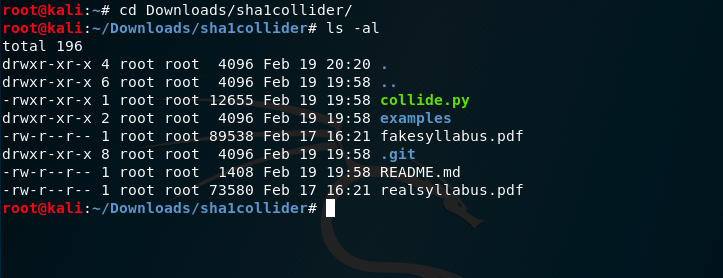 root@kali:~# cd Downloads/sha1collider/
root@kali:~/Downloads/sha1collider# ls -al
total 196
drwxr-xr-x 4 root root  4096 Feb 19 20:20 .
drwxr-xr-x 6 root root  4096 Feb 19 19:58 ..
-rwxr-xr-x 1 root root 12655 Feb 19 19:58 collide.py
drwxr-xr-x 2 root root  4096 Feb 19 19:58 examples
-rw-r--r-- 1 root root 89538 Feb 17 16:21 fakesyllabus.pdf
drwxr-xr-x 8 root root  4096 Feb 19 19:58 .git
-rw-r--r-- 1 root root  1408 Feb 19 19:58 README.md
-rw-r--r-- 1 root root 73580 Feb 17 16:21 realsyllabus.pdf
root@kali:~/Downloads/sha1collider#